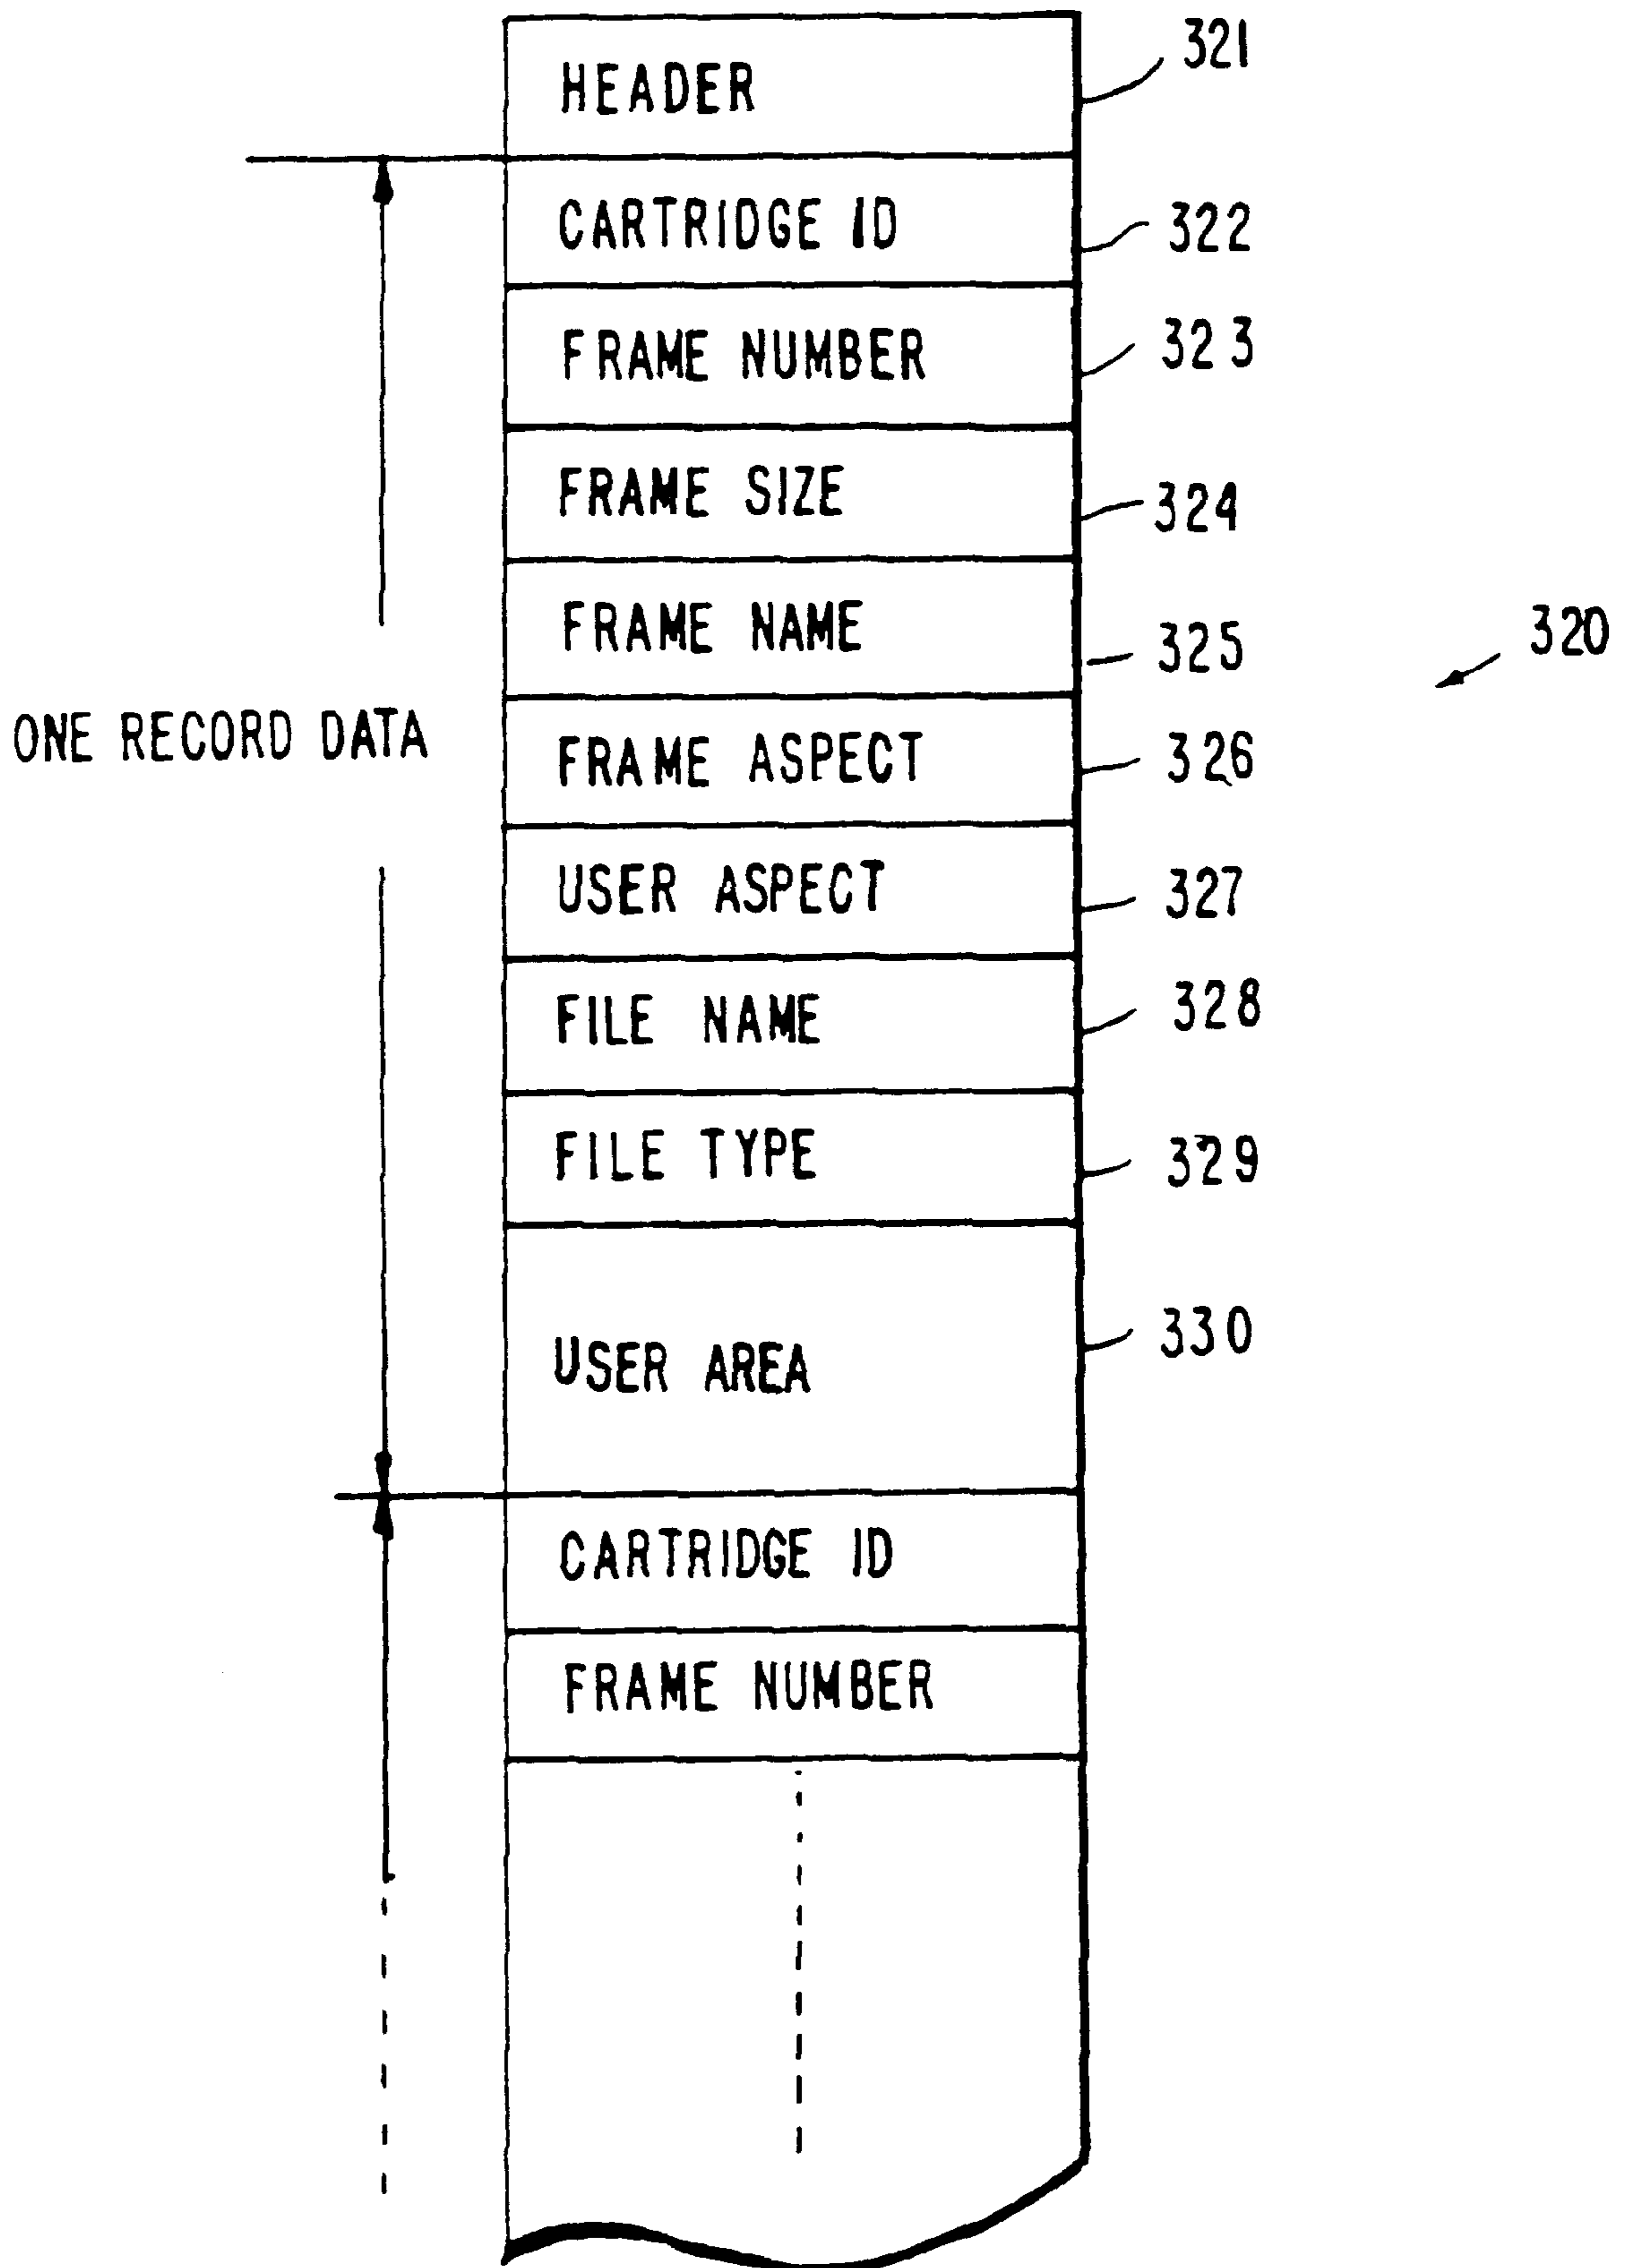 HEADER 321
CARTRIDGE ID 322
FRAME NUMBER 323
FRAME SIZE 324
FRAME NAME 325
320
ONE RECORD DATA
FRAME ASPECT 326
USER ASPECT 327
FILE NAME 328
FILE TYPE 329
USER AREA 330
CARTRIDGE ID
FRAME NUMBER